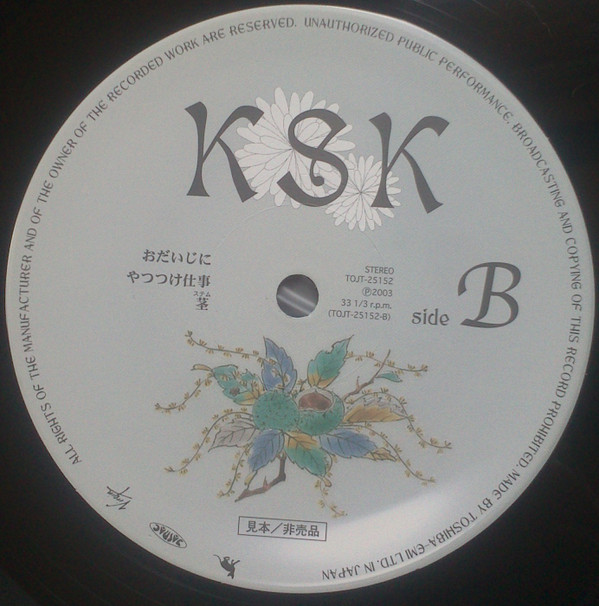 ALL RIGHTS OF THE MANUFACTURER AND OF THE OWNER OF THE RECORDED WORK ARE RESERVED. UNAUTHORIZED PUBLIC PERFORMANCE, BROADCASTING AND COPYING OF THIS RECORD PROHIBITED. MADE BY TOSHIBA-EMI LTD. IN JAPAN
KSK
おだいじに
やつつけ仕事
ステム
茎
STEREO
TOJT-25152
Ⓟ2003
33 1/3 r.p.m.
(TOJT-25152-B)
side B
見本/非売品
Virgin